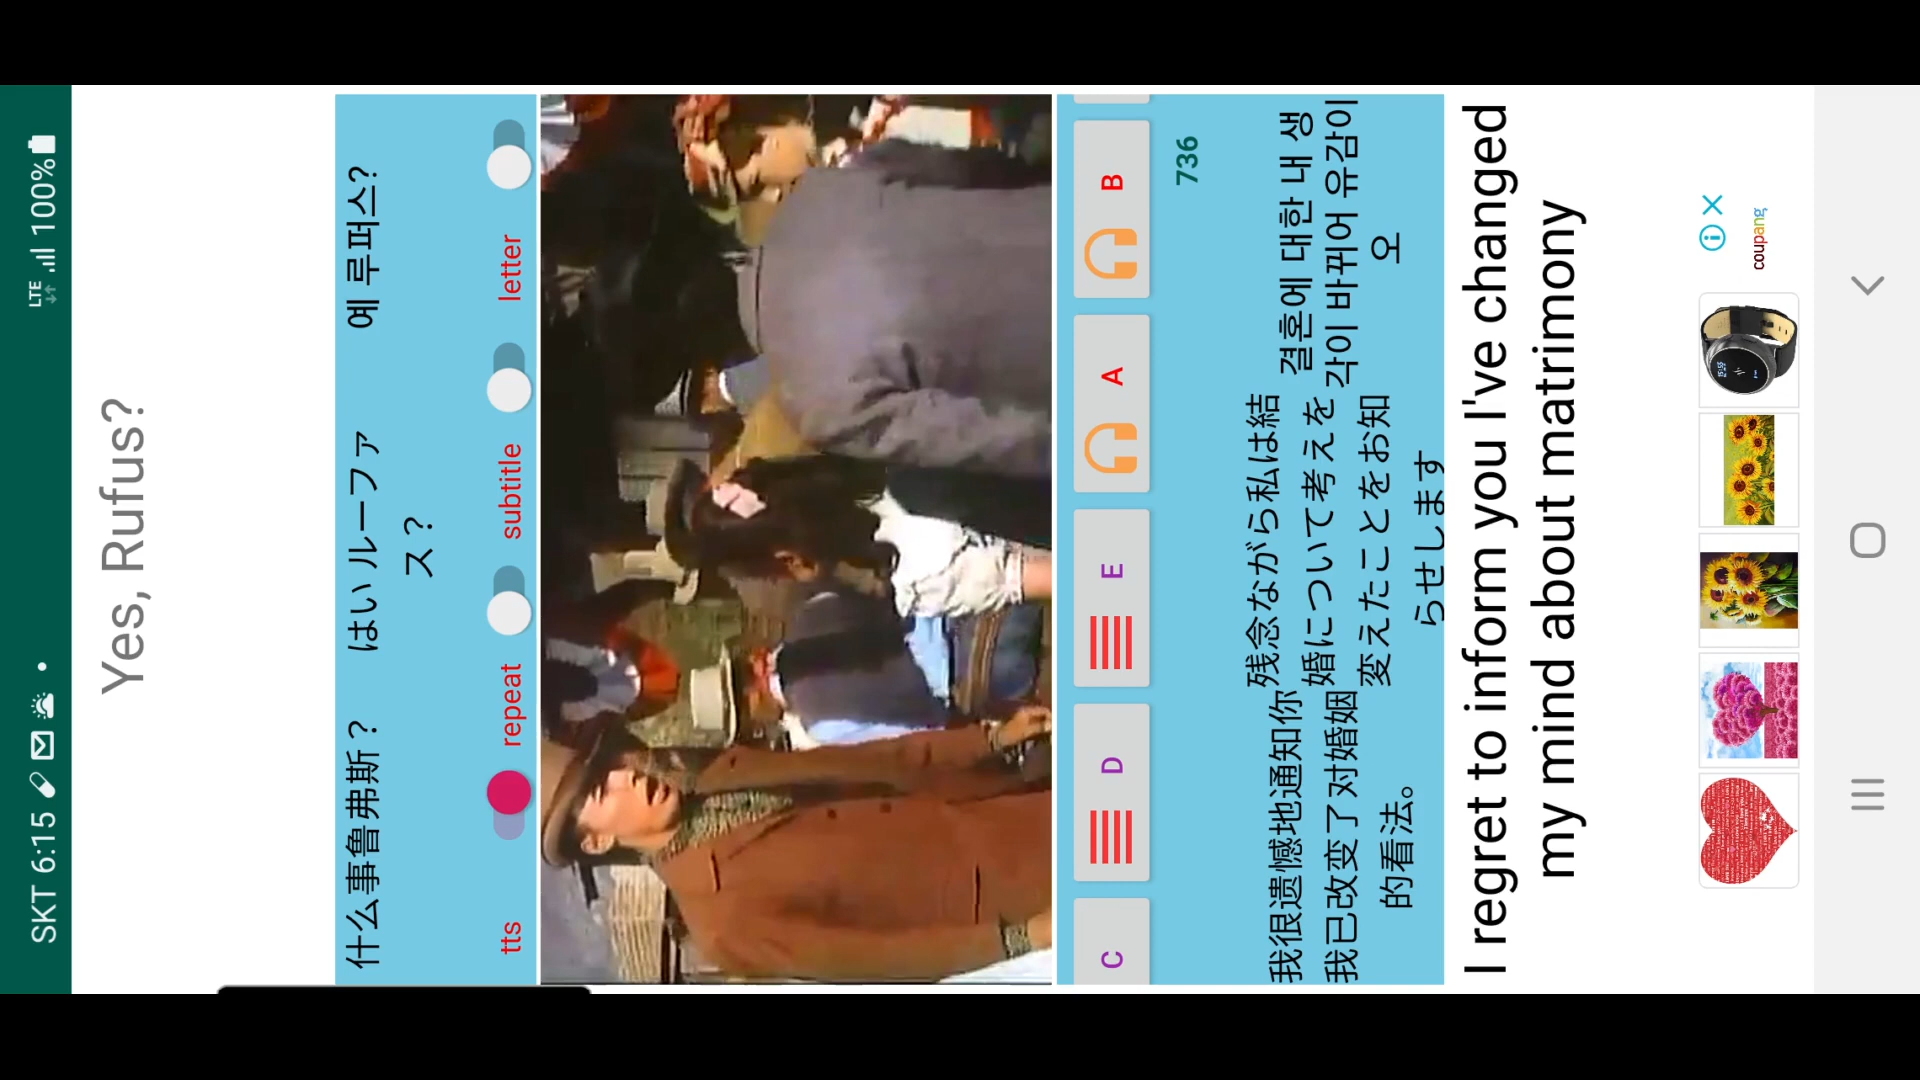 SKT 6:15
LTE
100%
Yes, Rufus?
什么事鲁弗斯？
はい ルーファ
ス？
예 루퍼스?
tts
repeat
subtitle
letter
C
D
E
A
B
736
我很遗憾地通知你
我已改变了对婚姻
的看法。
残念ながら私は結
婚について考えを
変えたことをお知
らせします
결혼에 대한 내 생
각이 바뀌어 유감이
오
I regret to inform you I've changed
my mind about matrimony
coupang